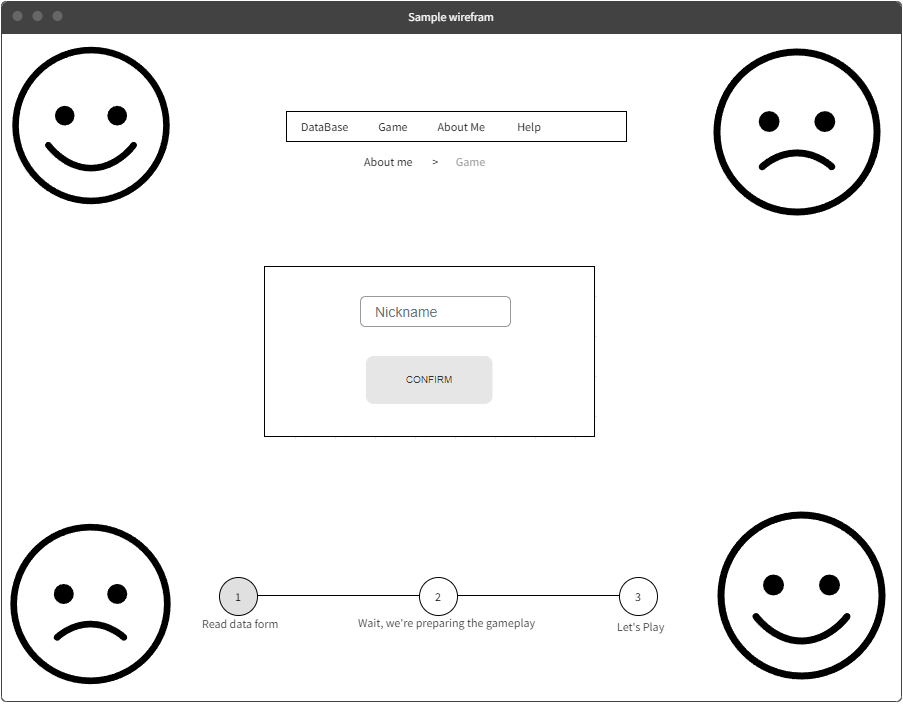 Sample wirefram
DataBase Game About Me Help
About me > Game
Nickname
CONFIRM
1 2 3
Read data form Wait, we're preparing the gameplay Let's Play